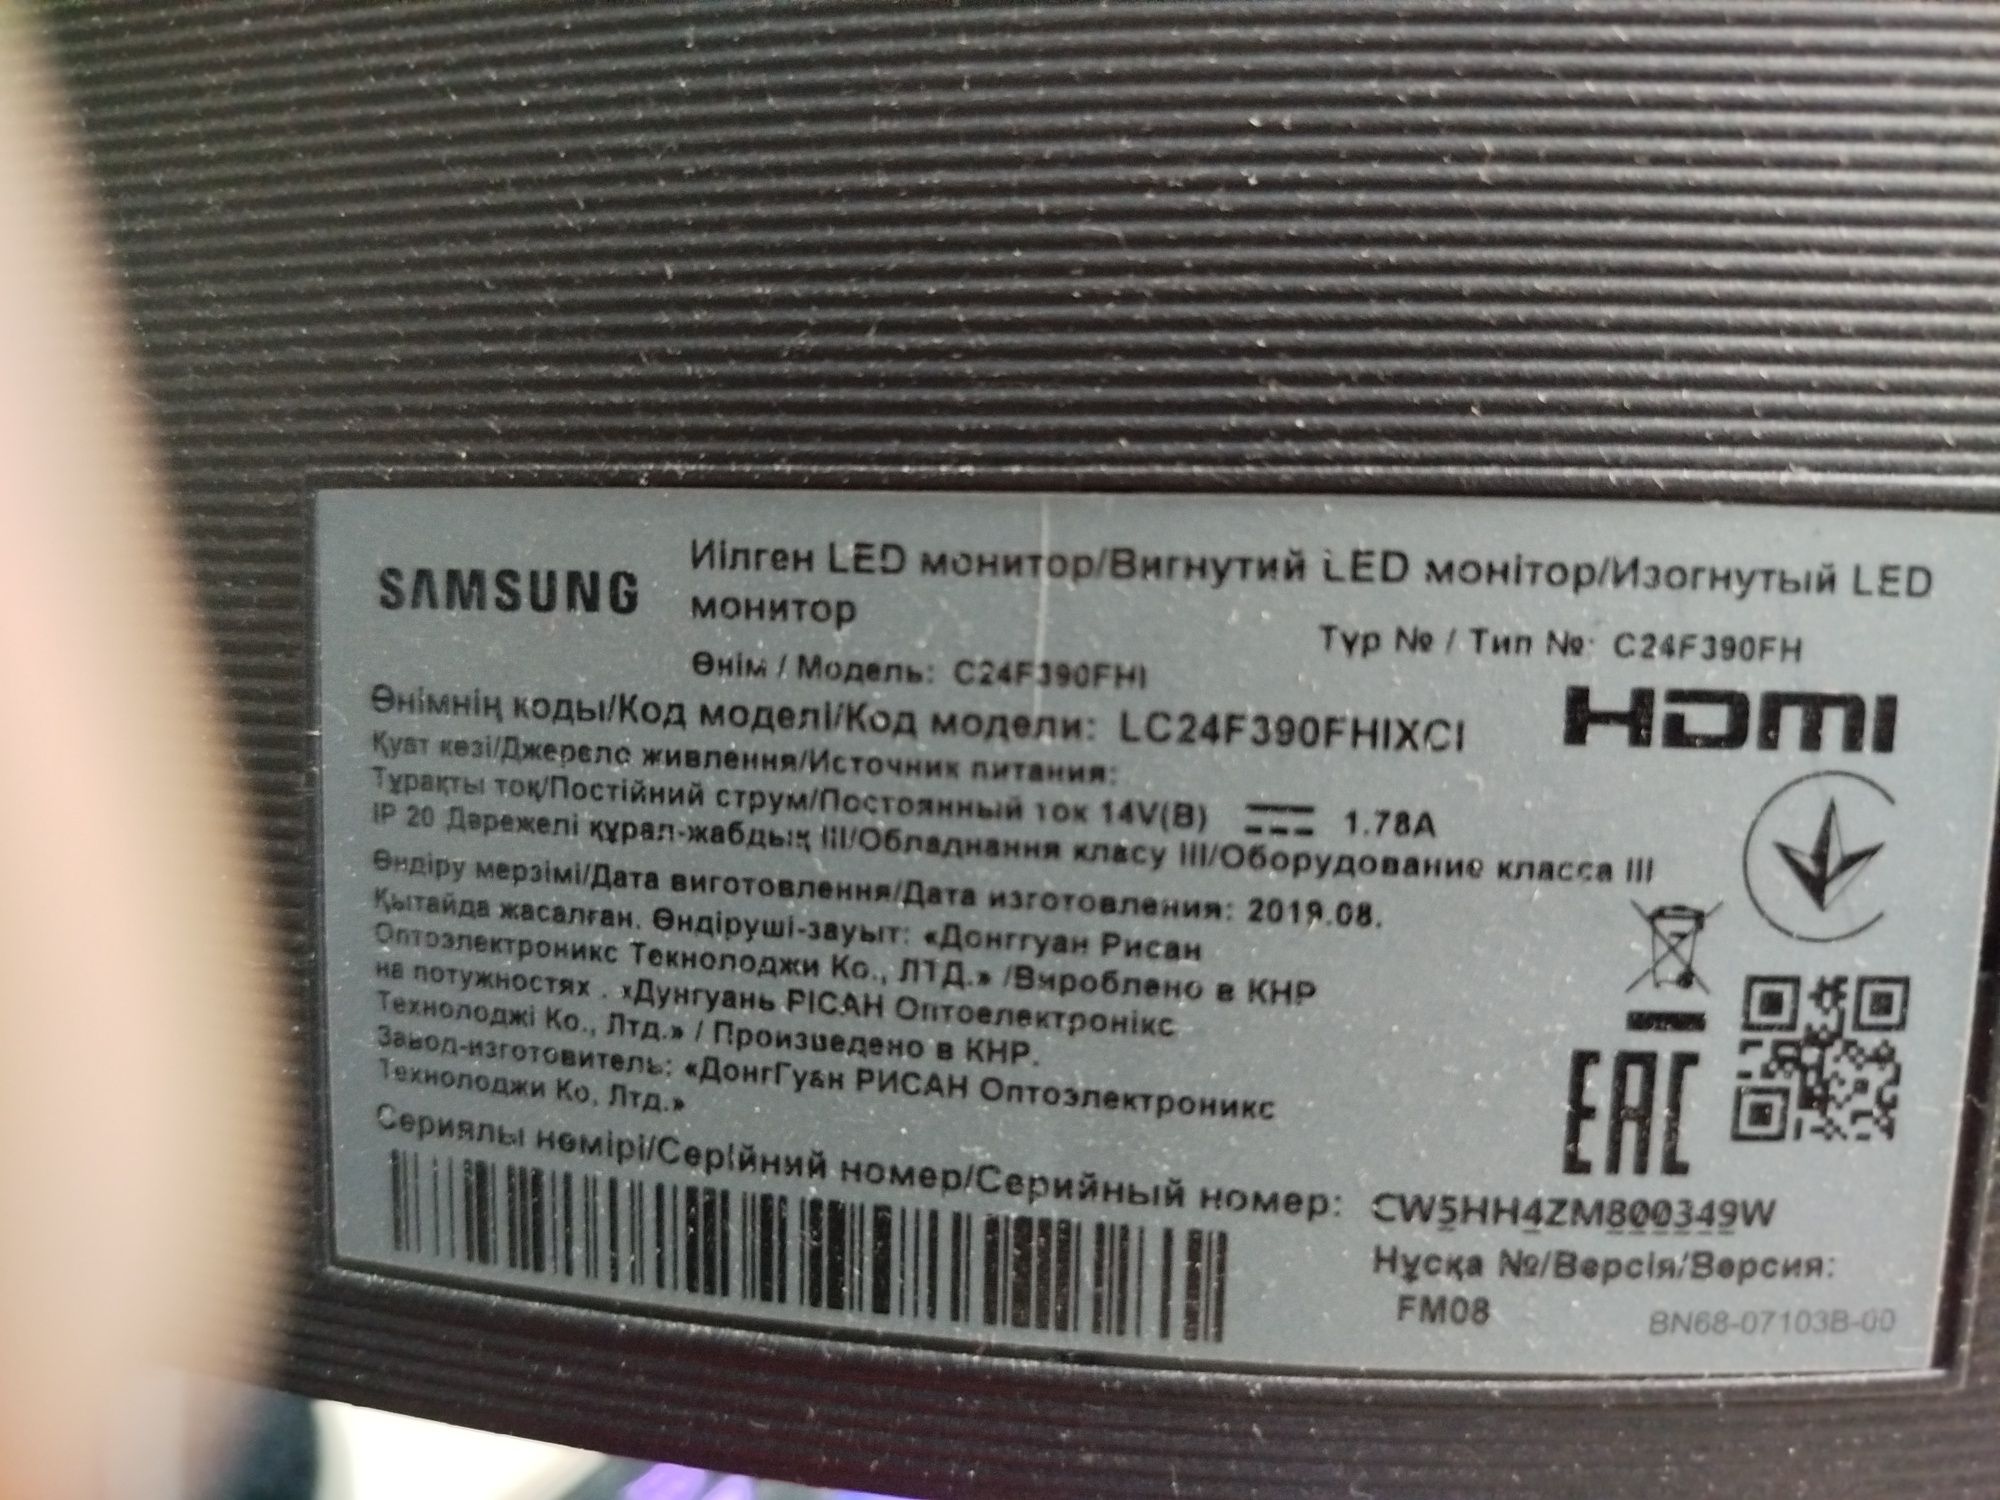 SAMSUNG
Иілген LED монитор/Вигнутий LED монітор/Изогнутый LED
монитор
Түр № / Тип №: C24F390FH
Өнім / Модель: C24F390FHI
Өнімнің коды/Код моделі/Код модели: LC24F390FHIXCI
HDMI
Қуат көзі/Джерело живлення/Источник питания:
Тұрақты тоқ/Постійний струм/Постоянный ток 14V(В) 1.78A
IP 20 Дәрежелі құрал-жабдық III/Обладнання класу III/Оборудование класса III
Өндіру мерзімі/Дата виготовлення/Дата изготовления: 2019.08.
Қытайда жасалған. Өндіруші-зауыт: «Донггуан Рисан
Оптоэлектроникс Текнолоджи Ко., ЛТД.» /Вироблено в КНР
на потужностях . «Дунгуань РІСАН Оптоелектронікс
Технолоджі Ко., Лтд.» / Произведено в КНР.
Завод-изготовитель: «ДонгГуан РИСАН Оптоэлектроникс
Технолоджи Ко, Лтд.»
EAC
Сериялы нөмірі/Серійний номер/Серийный номер: CW5HH4ZM800349W
Нұсқа №/Версія/Версия:
FM08
BN68-07103B-00